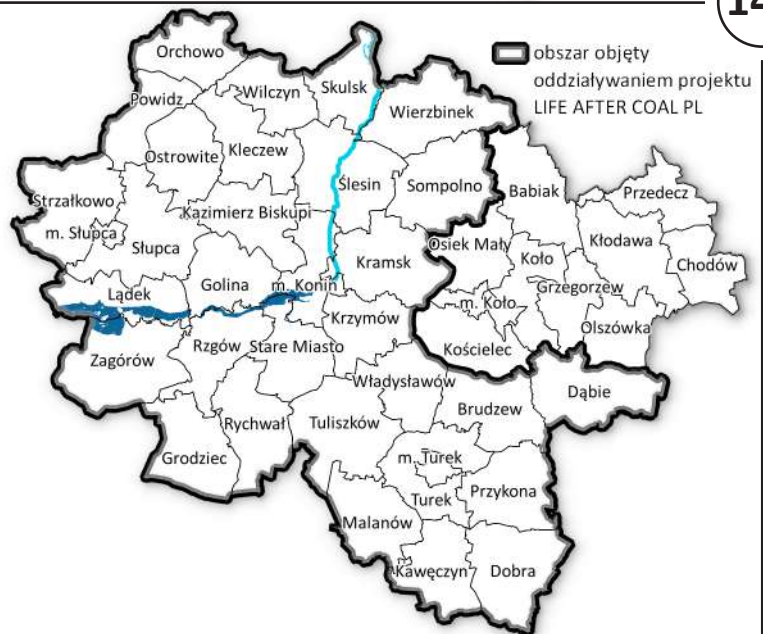 14
obszar objęty
oddziaływaniem projektu
LIFE AFTER COAL PL
Orchowo
Skulsk
Wilczyn
Powidz
Wierzbinek
Kleczew
Ostrowite
Ślesin
Sompolno
Babiak
Przedecz
Strzałkowo
Kazimierz Biskupi
m. Słupca
Słupca
Osiek Mały
Kłodawa
Koło
Kramsk
Chodów
Golina
m. Konin
Grzegorzew
Lądek
m. Koło
Krzymów
Olszówka
Rzgów
Stare Miasto
Kościelec
Zagórów
Władysławów
Dąbie
Brudzew
Rychwał
Tuliszków
Grodziec
m. Turek
Turek
Przykona
Malanów
Kawęczyn
Dobra